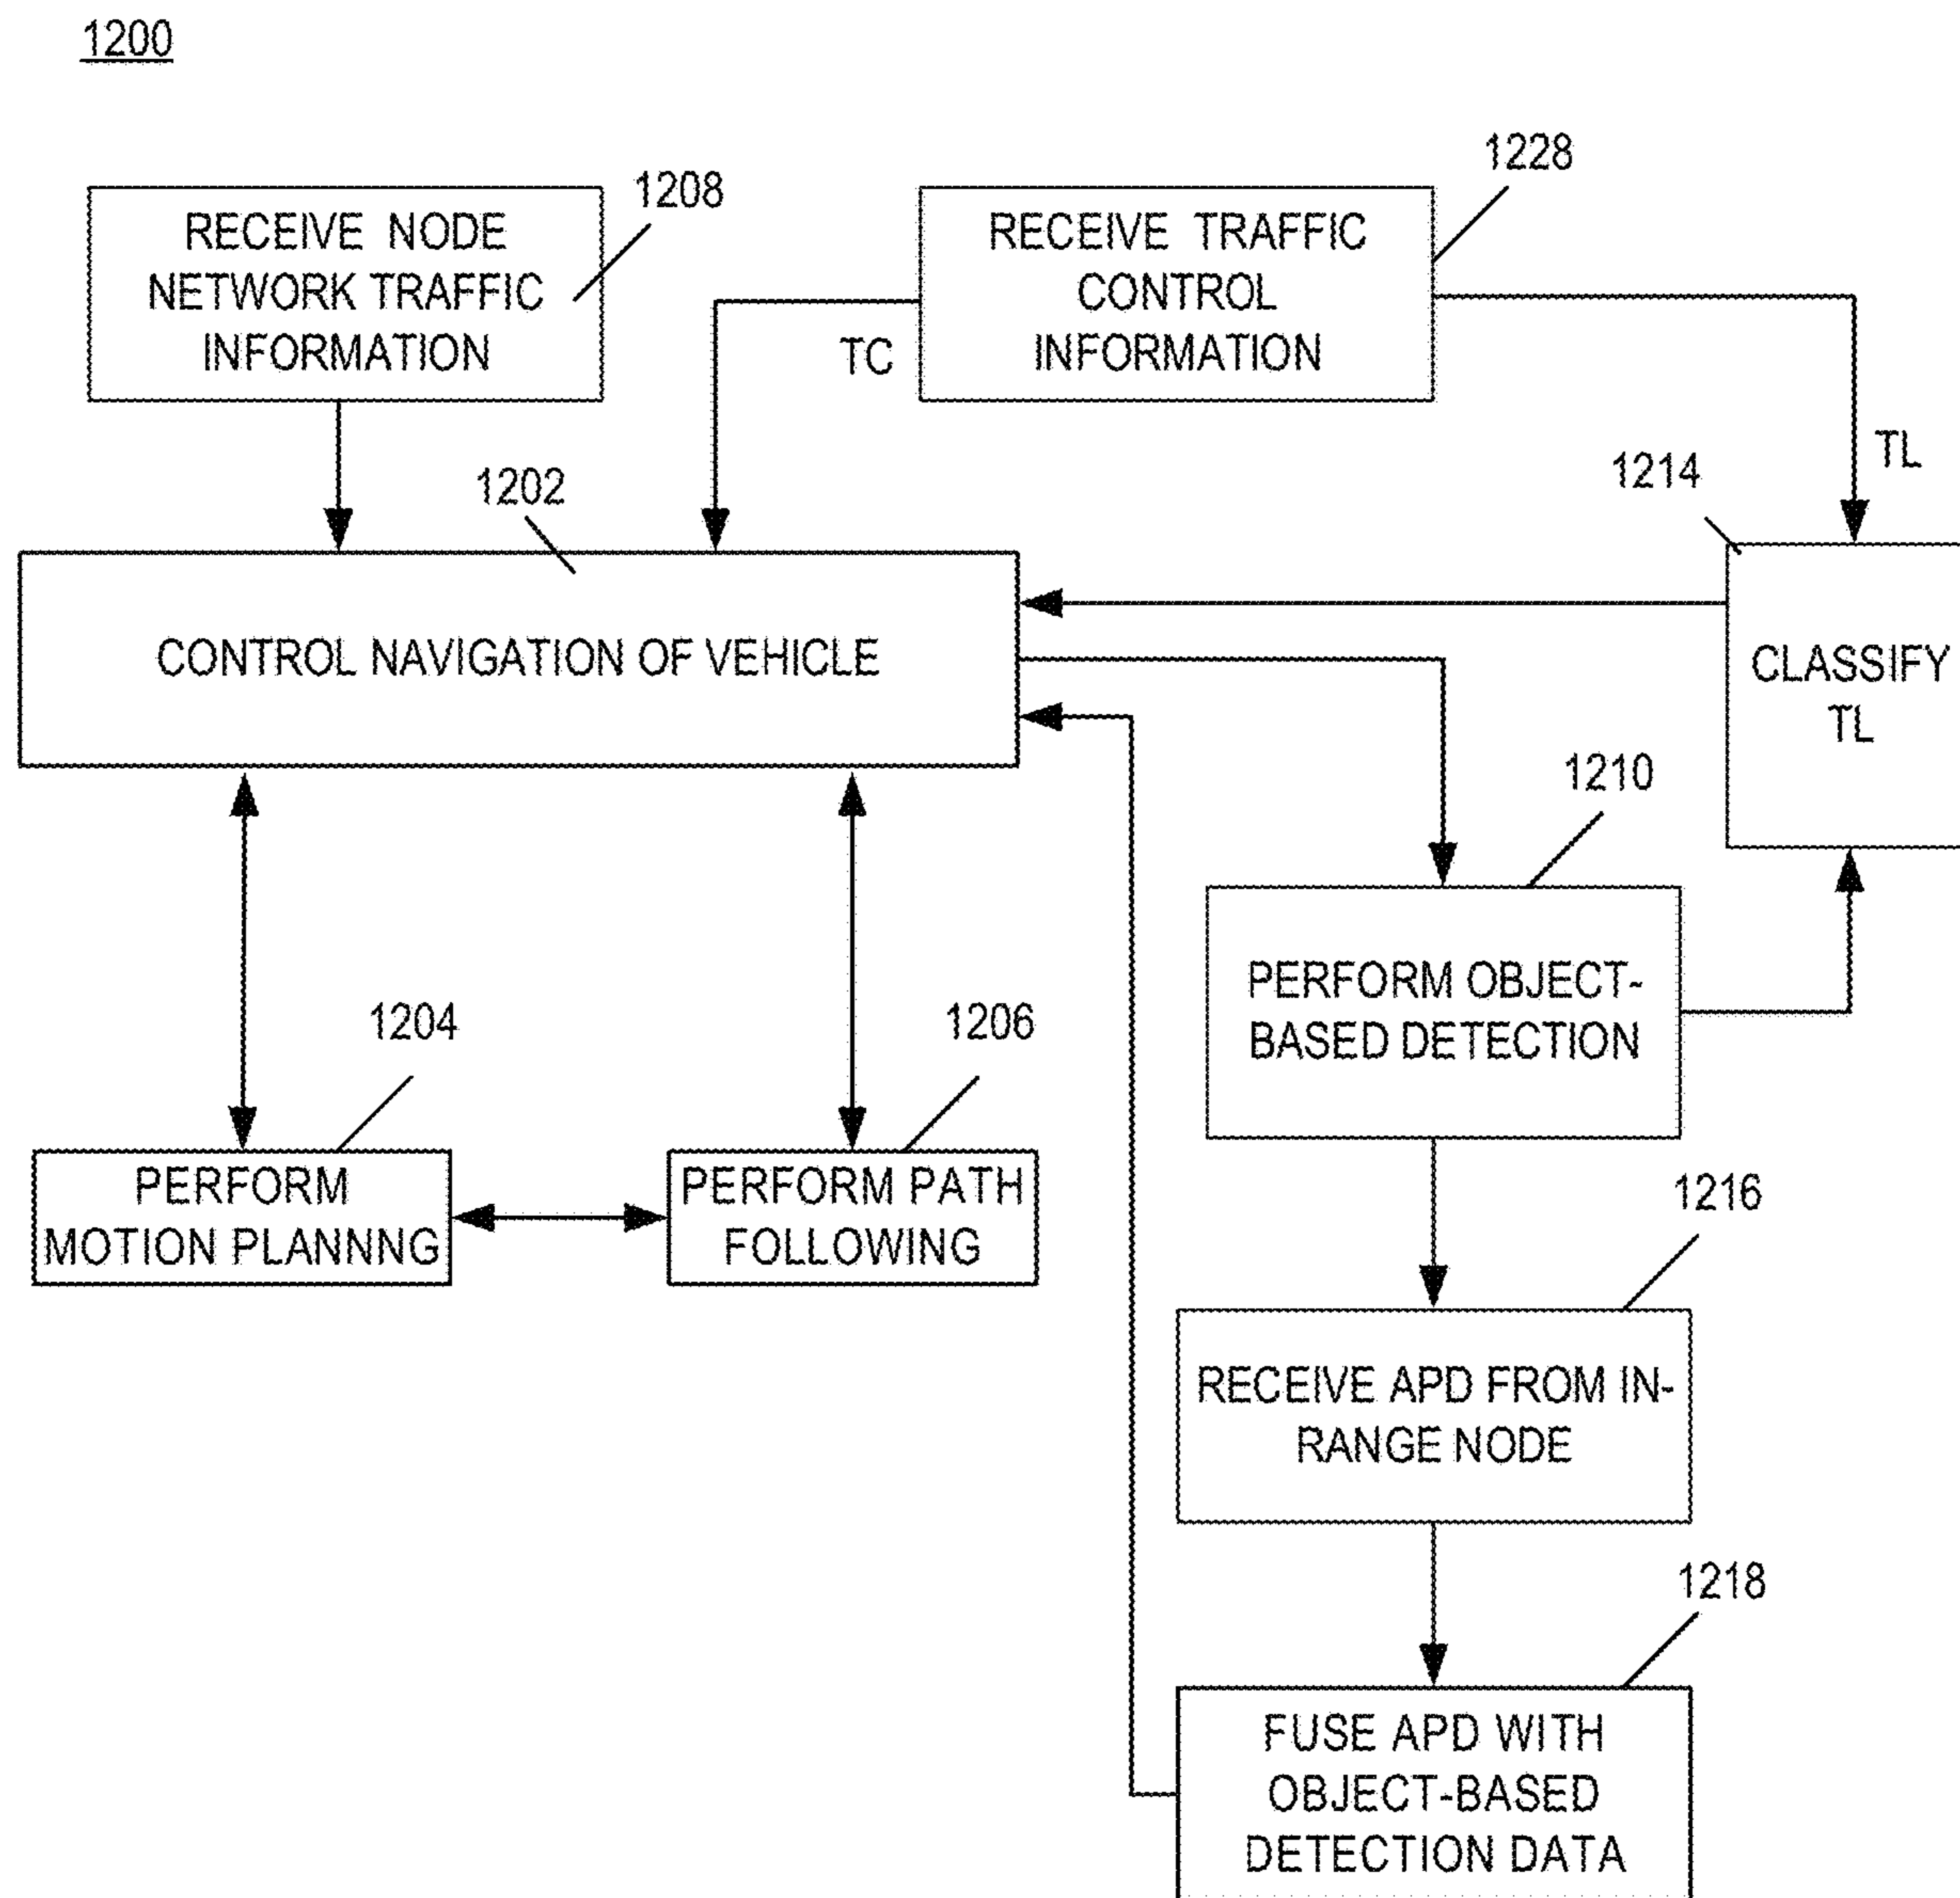 1200
1208
1228
RECEIVE NODE
NETWORK TRAFFIC
INFORMATION
RECEIVE TRAFFIC
CONTROL
INFORMATION
TC
TL
1202
1214
CONTROL NAVIGATION OF VEHICLE
CLASSIFY
TL
1210
PERFORM OBJECT-
BASED DETECTION
1204
1206
PERFORM
MOTION PLANNNG
PERFORM PATH
FOLLOWING
1216
RECEIVE APD FROM IN-
RANGE NODE
1218
FUSE APD WITH
OBJECT-BASED
DETECTION DATA